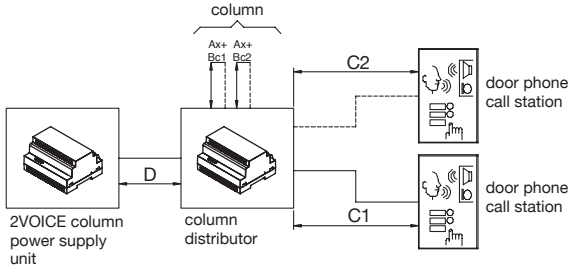 column
Ax+ Ax+
Bc1 Bc2
C2
door phone
call station
D
2VOICE column
power supply
unit
column
distributor
C1
door phone
call station